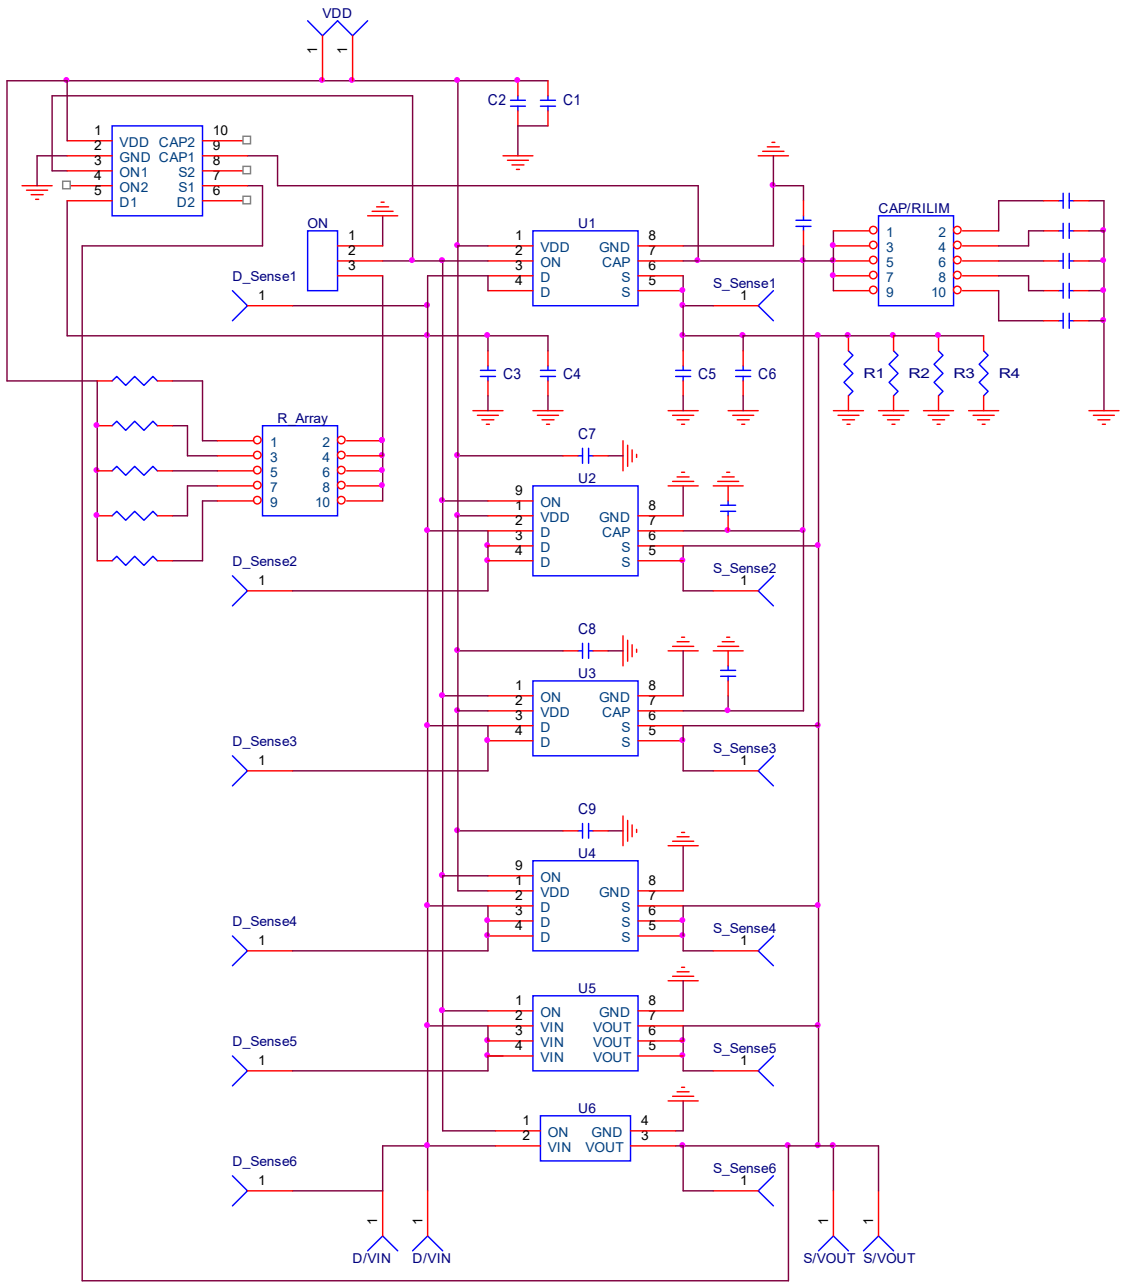 VDD
1 1
C2 C1
1 VDD CAP2 10
2 GND CAP1 9
3 ON1 S2 8
4 ON2 S1 7
5 D1 D2 6
ON
1
2
3
U1
1 VDD GND 8
2 ON CAP 7
3 D S 6
4 D S 5
CAP/RILIM
1 2
3 4
5 6
7 8
9 10
D_Sense1
1
S_Sense1
1
C3 C4 C5 C6 R1 R2 R3 R4
R_Array
1 2
3 4
5 6
7 8
9 10
C7
U2
9 ON
1 VDD GND 8
2 D CAP 7
3 D S 6
4 D S 5
D_Sense2
1
S_Sense2
1
C8
U3
1 ON GND 8
2 VDD CAP 7
3 D S 6
4 D S 5
D_Sense3
1
S_Sense3
1
C9
U4
9 ON
1 VDD GND 8
2 D S 7
3 D S 6
4 D S 5
D_Sense4
1
S_Sense4
1
U5
1 ON GND 8
2 VIN VOUT 7
3 VIN VOUT 6
4 VIN VOUT 5
D_Sense5
1
S_Sense5
1
U6
1 ON GND 4
2 VIN VOUT 3
D_Sense6
1
S_Sense6
1
1 1 1 1
D/VIN D/VIN S/VOUT S/VOUT